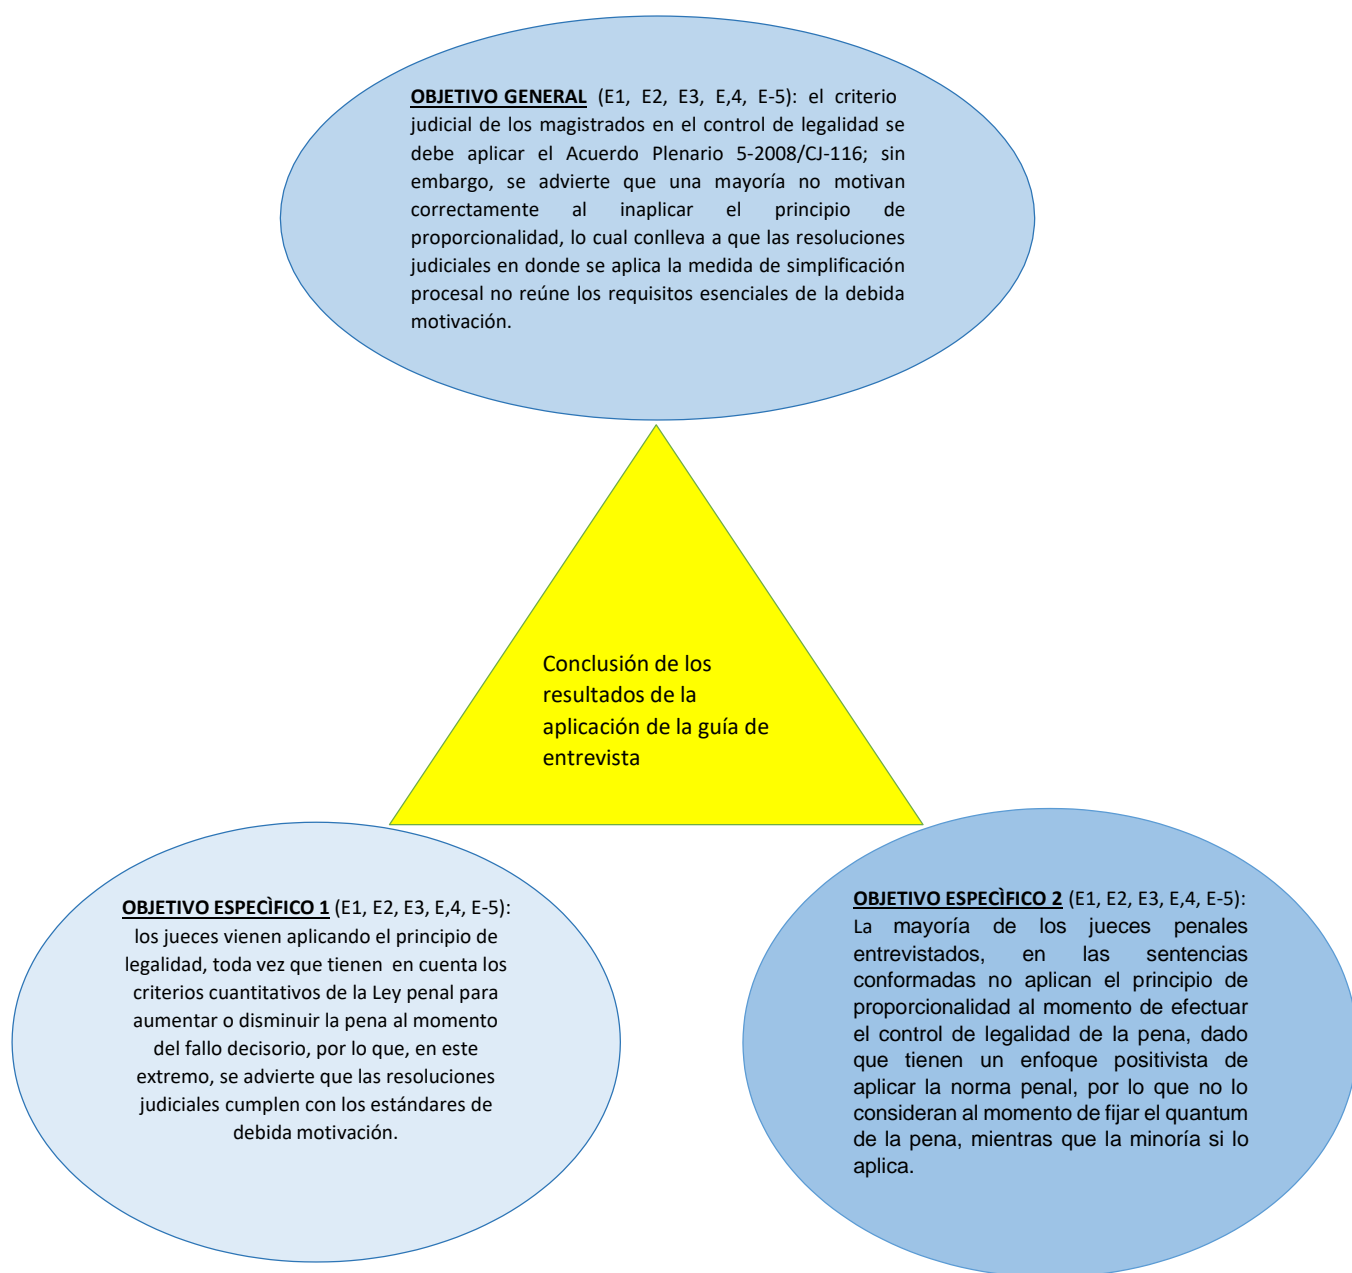 OBJETIVO GENERAL (E1, E2, E3, E,4, E-5): el criterio
judicial de los magistrados en el control de legalidad se
debe aplicar el Acuerdo Plenario 5-2008/CJ-116; sin
embargo, se advierte que una mayoría no motivan
correctamente al inaplicar el principio de
proporcionalidad, lo cual conlleva a que las resoluciones
judiciales en donde se aplica la medida de simplificación
procesal no reúne los requisitos esenciales de la debida
motivación.
Conclusión de los
resultados de la
aplicación de la guía de
entrevista
OBJETIVO ESPECÌFICO 1 (E1, E2, E3, E,4, E-5):
los jueces vienen aplicando el principio de
legalidad, toda vez que tienen en cuenta los
criterios cuantitativos de la Ley penal para
aumentar o disminuir la pena al momento
del fallo decisorio, por lo que, en este
extremo, se advierte que las resoluciones
judiciales cumplen con los estándares de
debida motivación.
OBJETIVO ESPECÌFICO 2 (E1, E2, E3, E,4, E-5):
La mayoría de los jueces penales
entrevistados, en las sentencias
conformadas no aplican el principio de
proporcionalidad al momento de efectuar
el control de legalidad de la pena, dado
que tienen un enfoque positivista de
aplicar la norma penal, por lo que no lo
consideran al momento de fijar el quantum
de la pena, mientras que la minoría si lo
aplica.